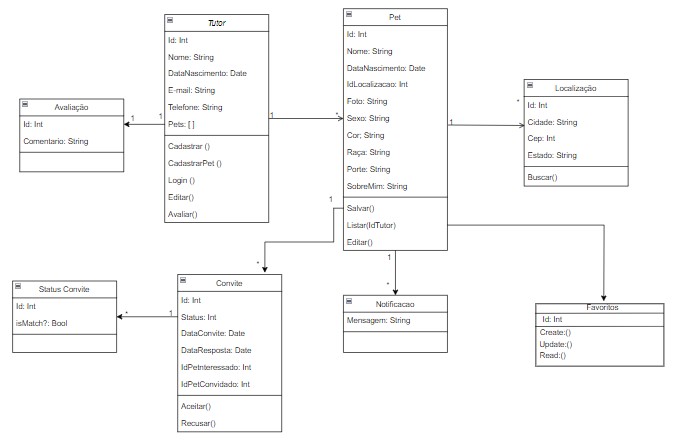 Tutor
Id: Int
Nome: String
DataNascimento: Date
E-mail: String
Telefone: String
Pets: [ ]
Cadastrar ()
CadastrarPet ()
Login ()
Editar()
Avaliar()
Pet
Id: Int
Nome: String
DataNascimento: Date
IdLocalizacao: Int
Foto: String
Sexo: String
Cor; String
Raça: String
Porte: String
SobreMim: String
Salvar()
Listar(IdTutor)
Editar()
Localização
Id: Int
Cidade: String
Cep: Int
Estado: String
Buscar()
Avaliação
Id: Int
Comentario: String
1
1
1
*
1
*
1
*
1
*
1
*
Status Convite
Id: Int
isMatch?: Bool
Convite
Id: Int
Status: Int
DataConvite: Date
DataResposta: Date
IdPetnteressado: Int
IdPetConvidado: Int
Aceitar()
Recusar()
Notificacao
Mensagem: String
Favoritos
Id: Int
Create:()
Update:()
Read:()